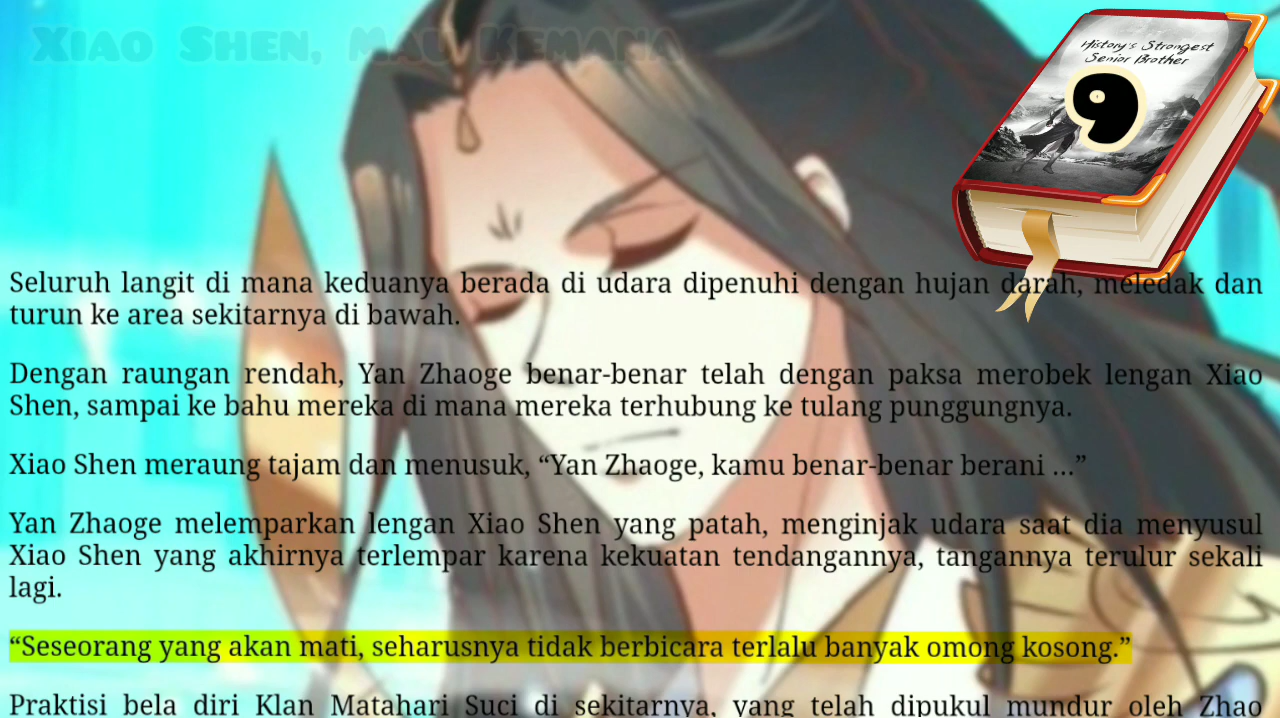 Xiao Shen, Mau Kemana
History's Strongest
Senior Brother
9
Seluruh langit di mana keduanya berada di udara dipenuhi dengan hujan darah, meledak dan
turun ke area sekitarnya di bawah.
Dengan raungan rendah, Yan Zhaoge benar-benar telah dengan paksa merobek lengan Xiao
Shen, sampai ke bahu mereka di mana mereka terhubung ke tulang punggungnya.
Xiao Shen meraung tajam dan menusuk, “Yan Zhaoge, kamu benar-benar berani …”
Yan Zhaoge melemparkan lengan Xiao Shen yang patah, menginjak udara saat dia menyusul
Xiao Shen yang akhirnya terlempar karena kekuatan tendangannya, tangannya terulur sekali
lagi.
“Seseorang yang akan mati, seharusnya tidak berbicara terlalu banyak omong kosong.”
Praktisi bela diri Klan Matahari Suci di sekitarnya, yang telah dipukul mundur oleh Zhao